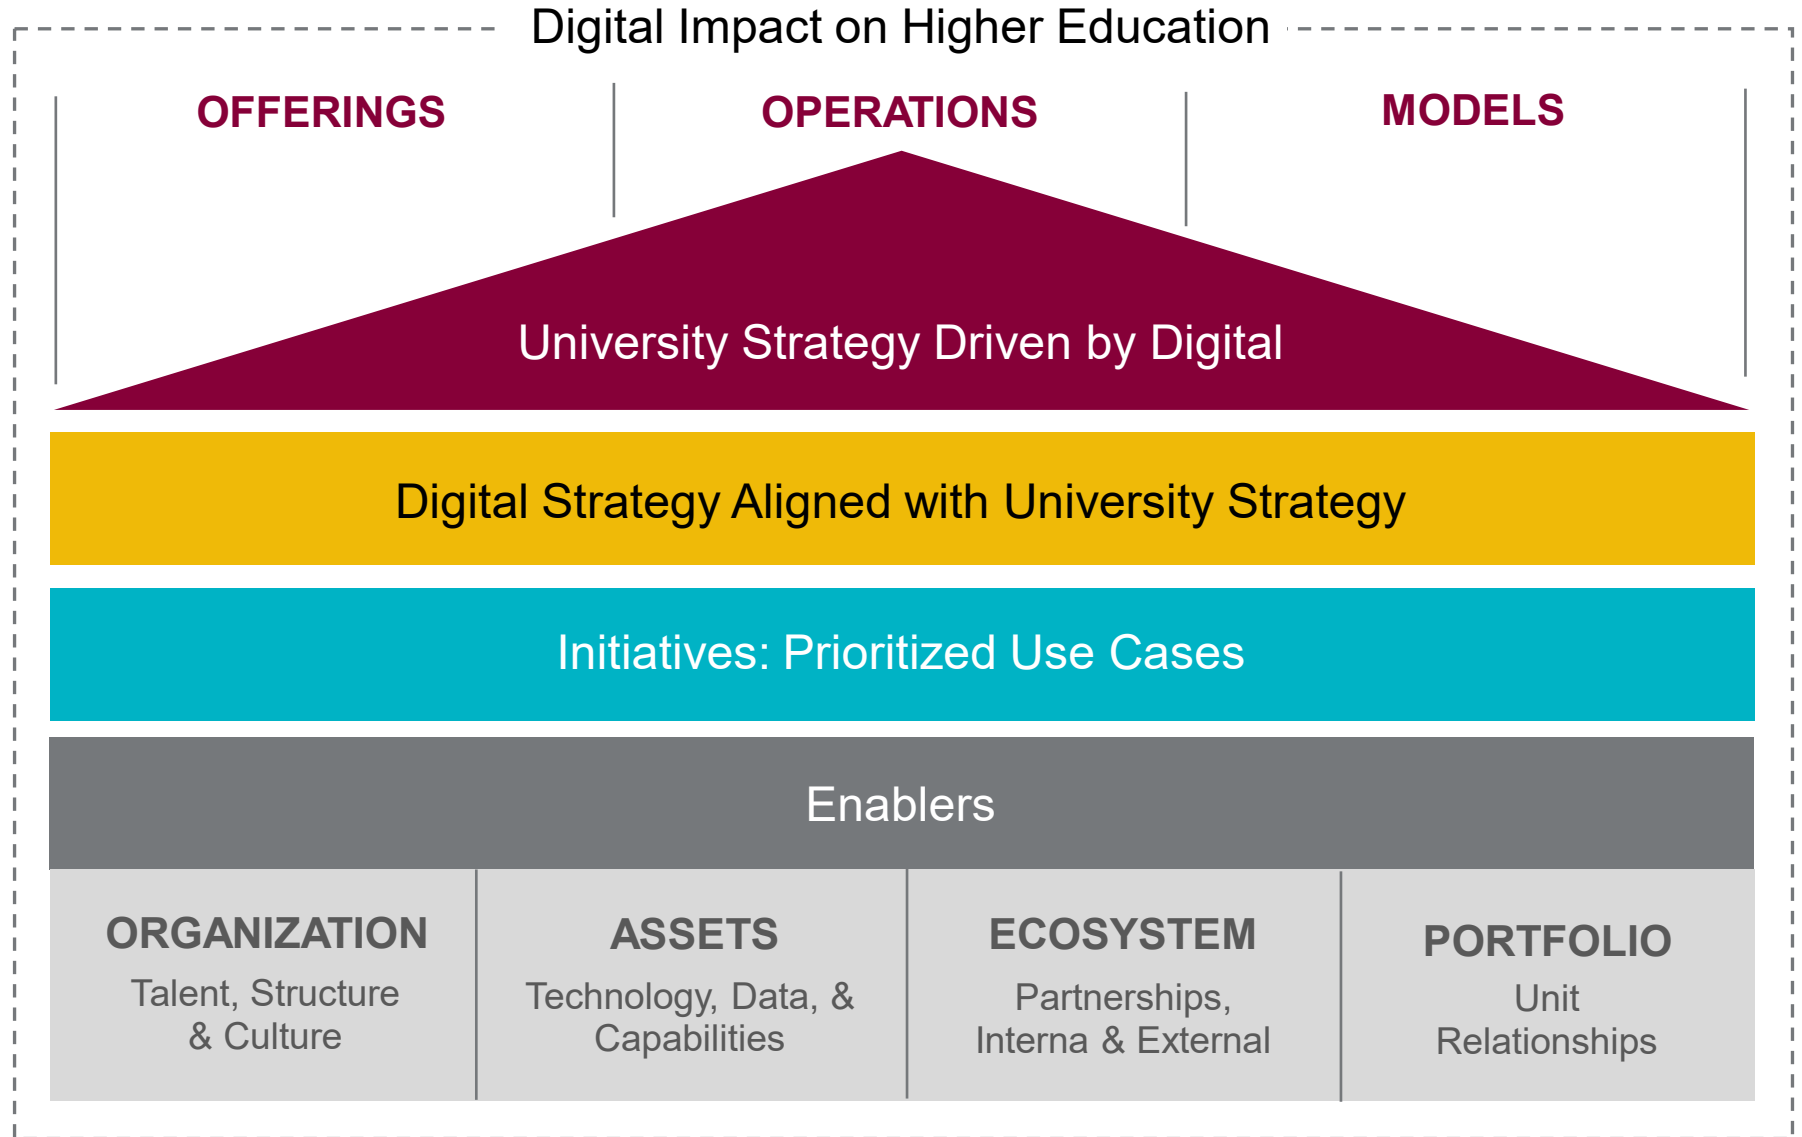 Digital Impact on Higher Education
OFFERINGS
OPERATIONS
MODELS
University Strategy Driven by Digital
Digital Strategy Aligned with University Strategy
Initiatives: Prioritized Use Cases
Enablers
ORGANIZATION
Talent, Structure
& Culture
ASSETS
Technology, Data, &
Capabilities
ECOSYSTEM
Partnerships,
Interna & External
PORTFOLIO
Unit
Relationships